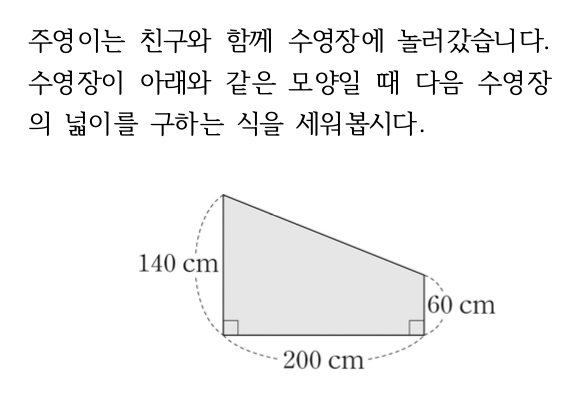 주영이는 친구와 함께 수영장에 놀러갔습니다.
수영장이 아래와 같은 모양일 때 다음 수영장
의 넓이를 구하는 식을 세워봅시다.
140 cm
60 cm
200 cm